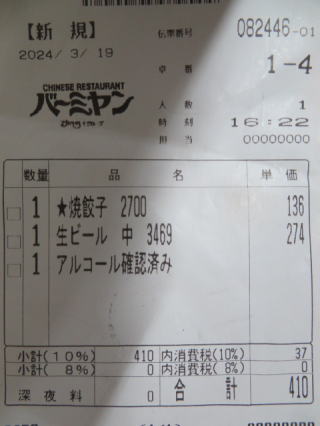 【新 規】 伝票番号 082446-01
2024/ 3/ 19 卓 番 1-4
CHINESE RESTAURANT
バーミヤン
人 数 1
時 刻 16:22
担 当 00000000
数量 品 名 単 価
1 ★焼餃子 2700 136
1 生ビール 中 3469 274
1 アルコール確認済み
小計(10%) 410 内消費税(10%) 37
小計( 8%) 0 内消費税( 8%) 0
深 夜 料 0 合 計 410